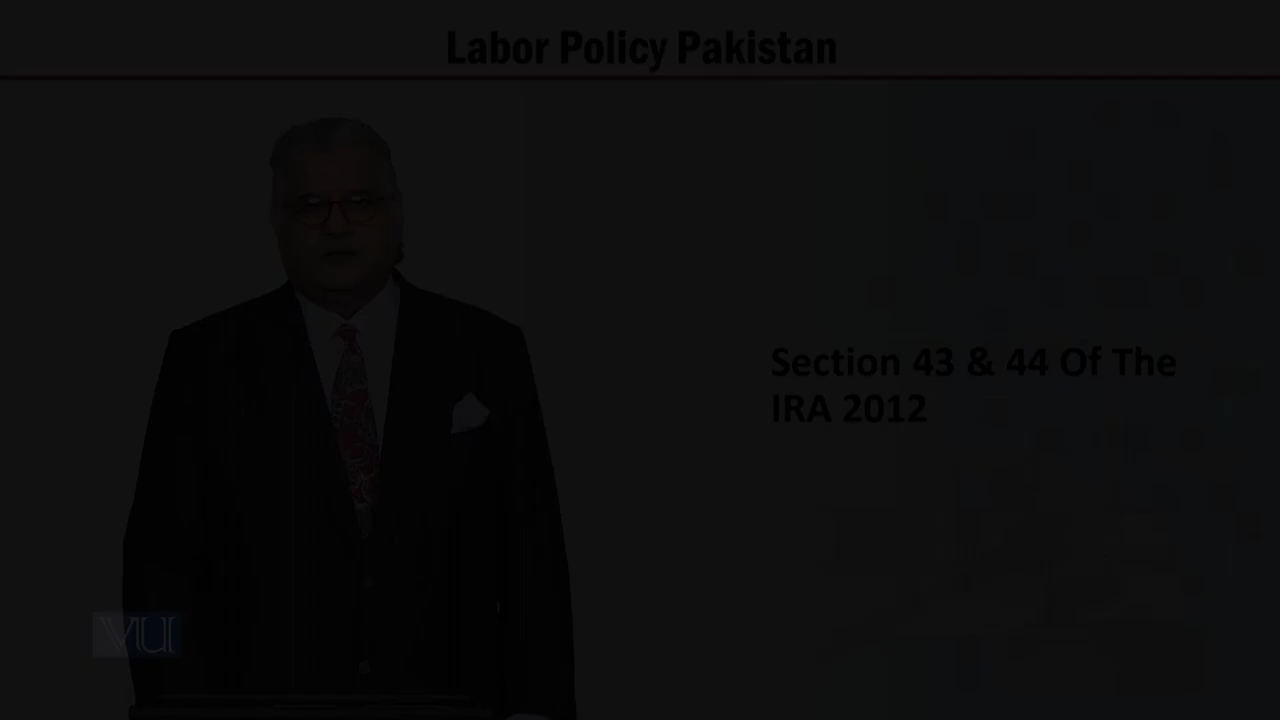 Labor Policy Pakistan
Section 43 & 44 Of The
IRA 2012
VU